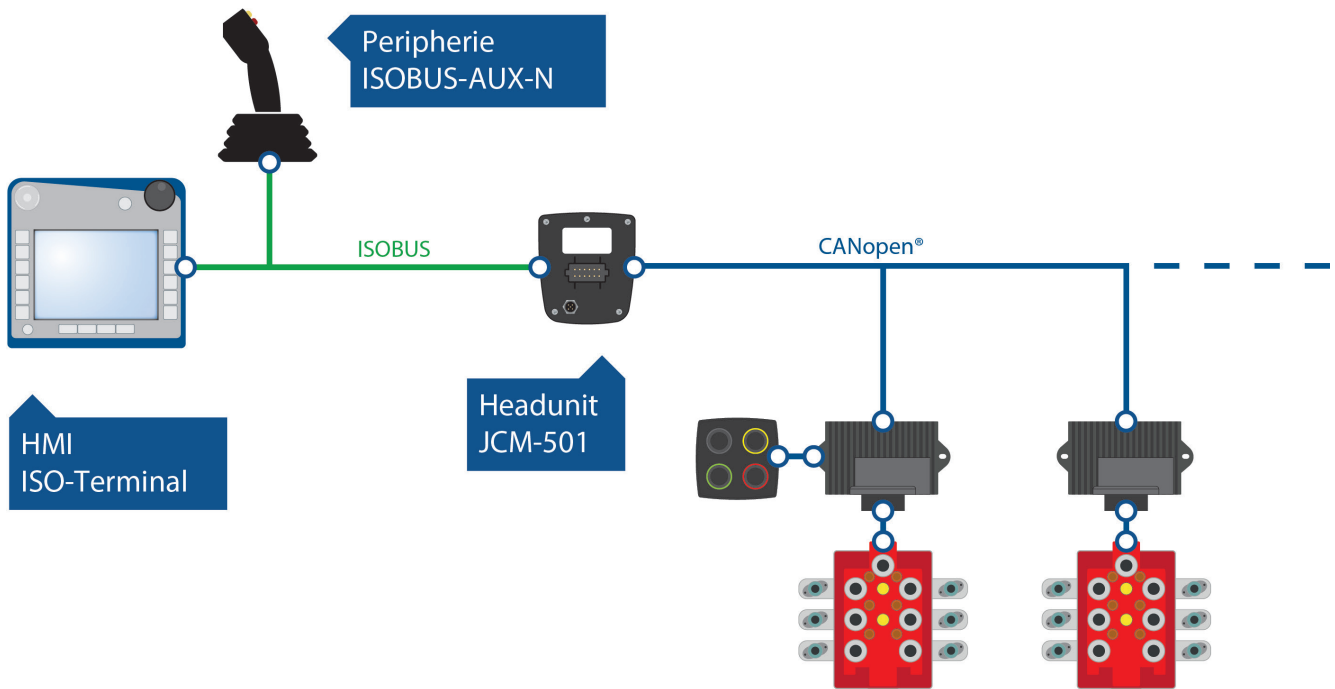 Peripherie
ISOBUS-AUX-N
ISOBUS
CANopen®
Headunit
JCM-501
HMI
ISO-Terminal